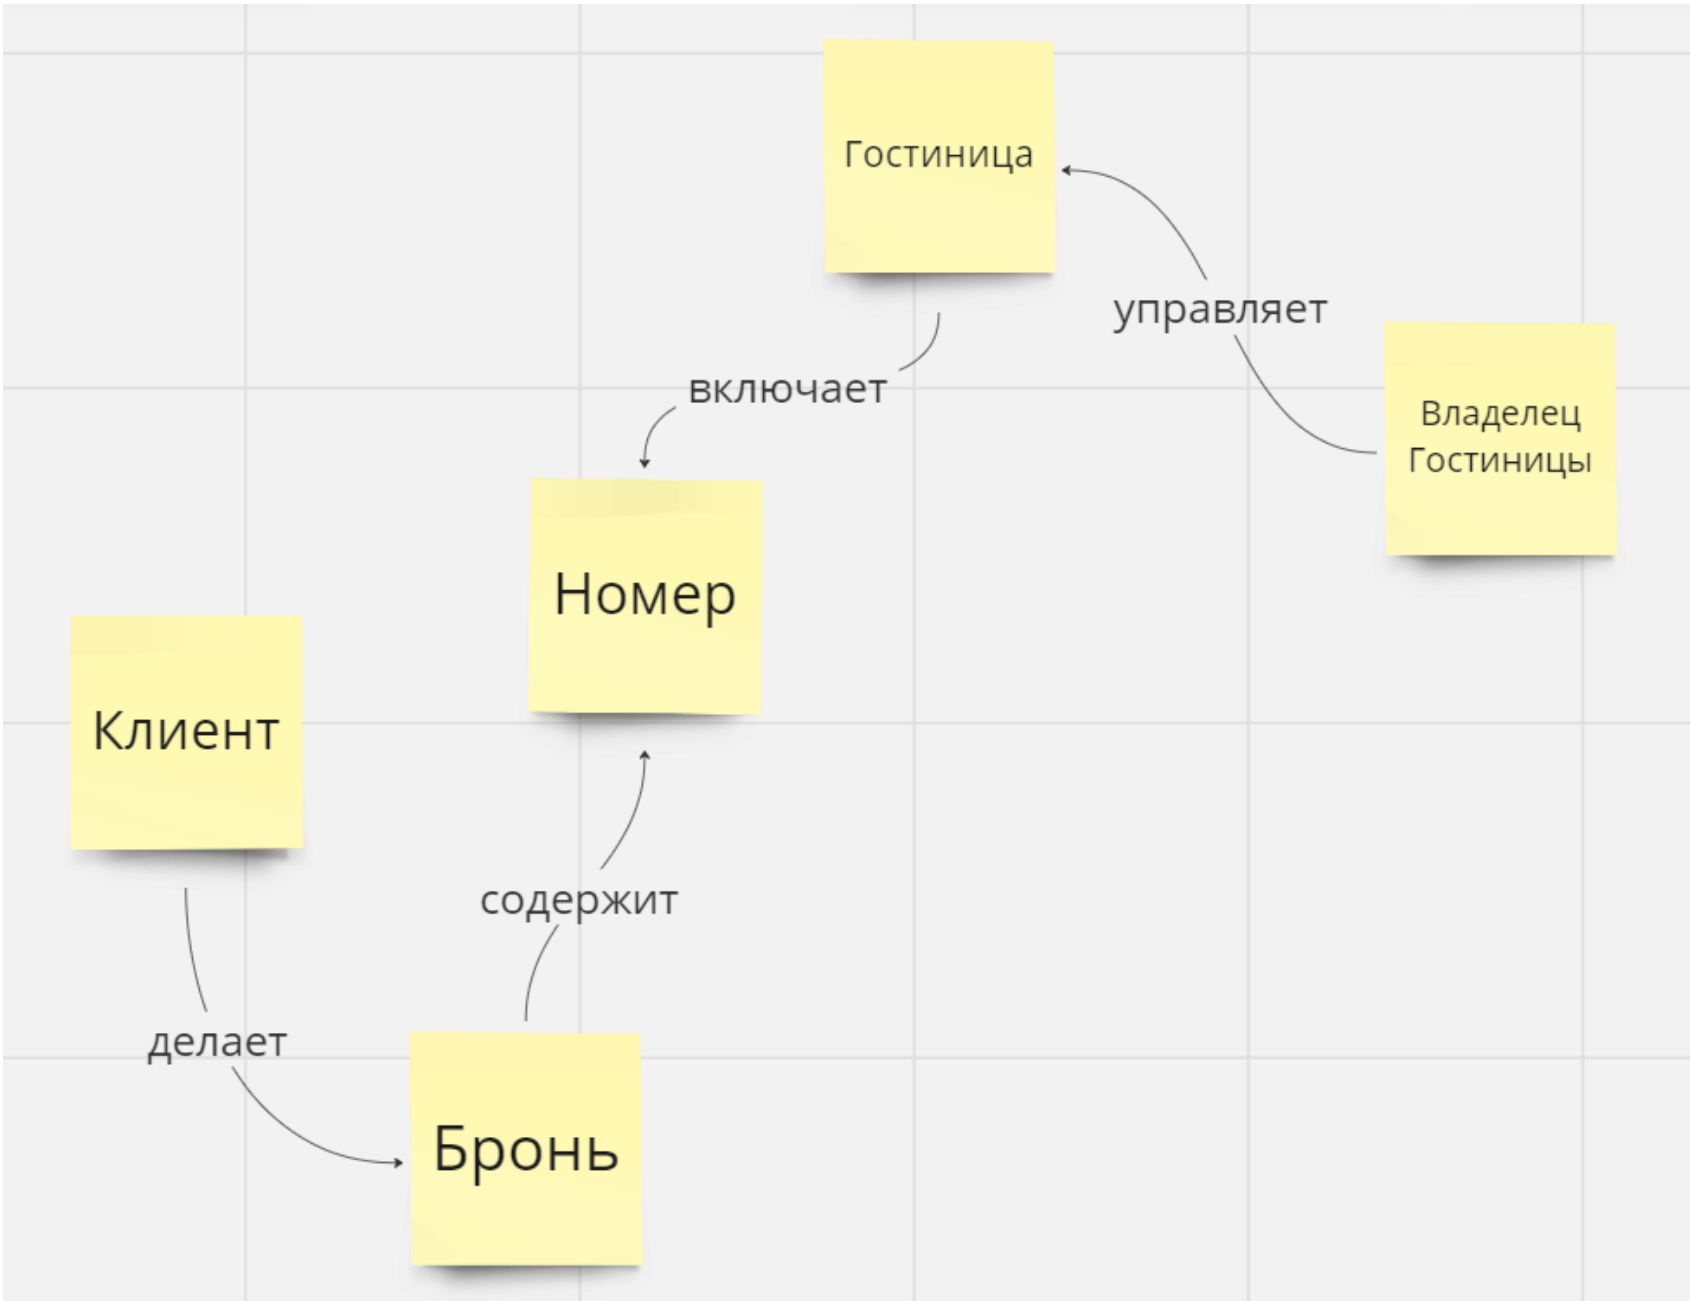 Гостиница
управляет
включает
Владелец
Гостиницы
Номер
Клиент
содержит
делает
Бронь